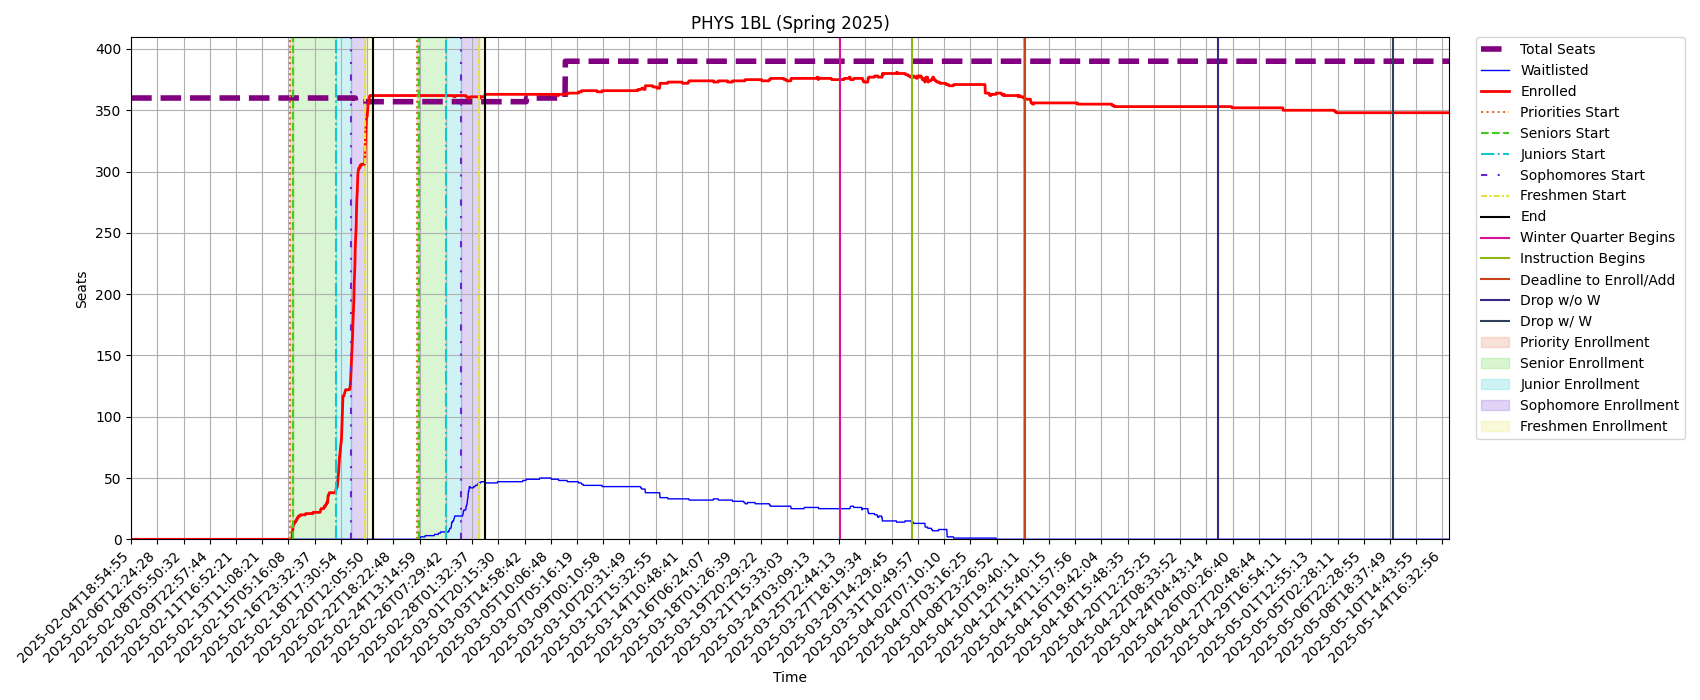 PHYS 1BL (Spring 2025)
400
350
300
250
200
150
100
50
0
Seats
2025-02-04T18:54:55
2025-02-06T12:24:28
2025-02-08T05:50:32
2025-02-09T22:57:44
2025-02-11T16:52:21
2025-02-13T11:08:21
2025-02-15T05:16:09
2025-02-16T23:32:37
2025-02-18T17:30:54
2025-02-20T12:05:50
2025-02-22T18:22:48
2025-02-24T13:14:59
2025-02-26T07:29:42
2025-02-28T01:32:37
2025-03-01T20:15:30
2025-03-03T14:58:42
2025-03-05T10:06:48
2025-03-07T05:16:19
2025-03-09T00:10:58
2025-03-10T20:31:49
2025-03-12T15:32:55
2025-03-14T10:48:41
2025-03-16T06:24:07
2025-03-18T01:26:39
2025-03-19T20:29:22
2025-03-21T15:33:03
2025-03-24T03:09:13
2025-03-25T22:44:13
2025-03-27T18:19:34
2025-03-29T14:29:45
2025-03-31T10:49:57
2025-04-02T07:10:10
2025-04-07T03:16:25
2025-04-08T23:26:52
2025-04-10T19:40:11
2025-04-12T15:40:15
2025-04-14T11:57:56
2025-04-16T19:42:04
2025-04-18T15:48:35
2025-04-20T12:25:25
2025-04-22T08:33:52
2025-04-24T04:43:14
2025-04-26T00:26:40
2025-04-27T20:48:44
2025-04-29T16:54:11
2025-05-01T12:55:13
2025-05-05T02:28:11
2025-05-06T22:28:55
2025-05-08T18:37:49
2025-05-10T14:43:55
2025-05-14T16:32:56
Time
Total Seats
Waitlisted
Enrolled
Priorities Start
Seniors Start
Juniors Start
Sophomores Start
Freshmen Start
End
Winter Quarter Begins
Instruction Begins
Deadline to Enroll/Add
Drop w/o W
Drop w/ W
Priority Enrollment
Senior Enrollment
Junior Enrollment
Sophomore Enrollment
Freshmen Enrollment